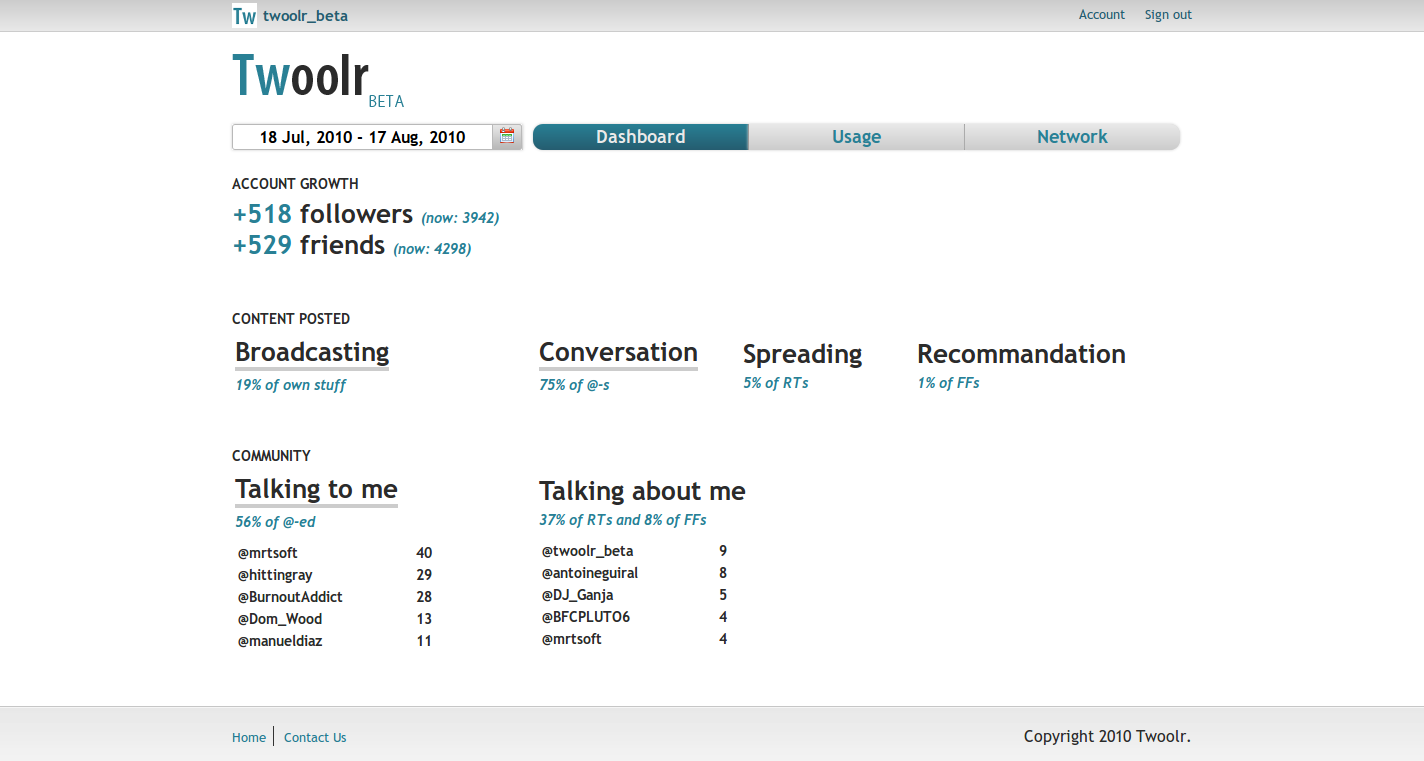 Tw twoolr_beta Account Sign out
Twoolr BETA
18 Jul, 2010 - 17 Aug, 2010 Dashboard Usage Network
ACCOUNT GROWTH
+518 followers (now: 3942)
+529 friends (now: 4298)
CONTENT POSTED
Broadcasting Conversation Spreading Recommandation
19% of own stuff 75% of @-s 5% of RTs 1% of FFs
COMMUNITY
Talking to me Talking about me
56% of @-ed 37% of RTs and 8% of FFs
@mrtsoft 40 @twoolr_beta 9
@hittingray 29 @antoineguiral 8
@BurnoutAddict 28 @DJ_Ganja 5
@Dom_Wood 13 @BFCPLUTO6 4
@manueldiaz 11 @mrtsoft 4
Home Contact Us Copyright 2010 Twoolr.